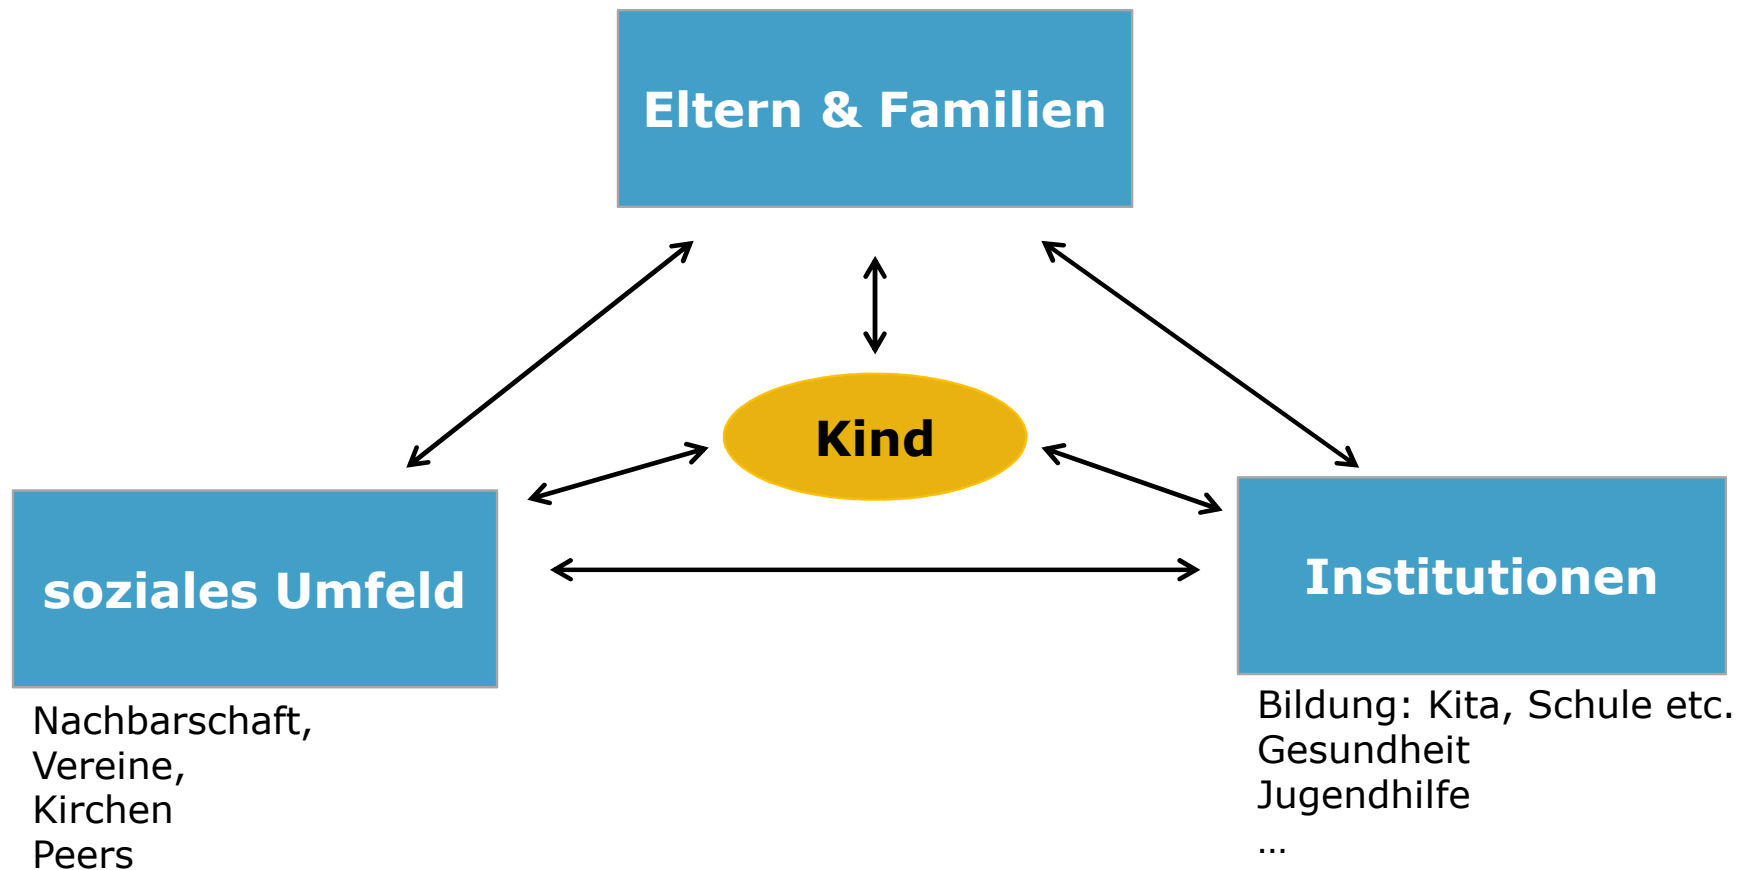 Eltern & Familien
Kind
soziales Umfeld
Institutionen
Nachbarschaft,
Vereine,
Kirchen
Peers
Bildung: Kita, Schule etc.
Gesundheit
Jugendhilfe
…